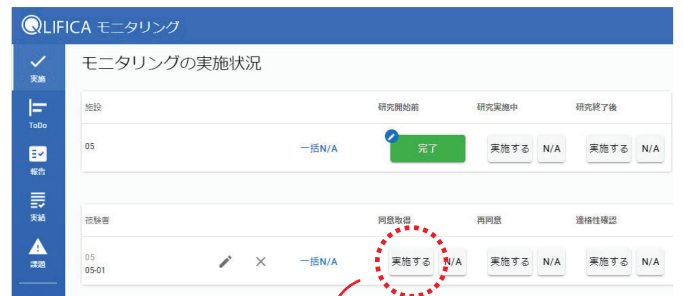 QLIFICA モニタリング
実施
モニタリングの実施状況
ToDo
報告
実績
課題
施設 研究開始前 研究実施中 研究終了後
05 一括N/A 完了 実施する N/A 実施する N/A
被験者 同意取得 再同意 適格性確認
05
05-01 一括N/A 実施する N/A 実施する N/A 実施する N/A